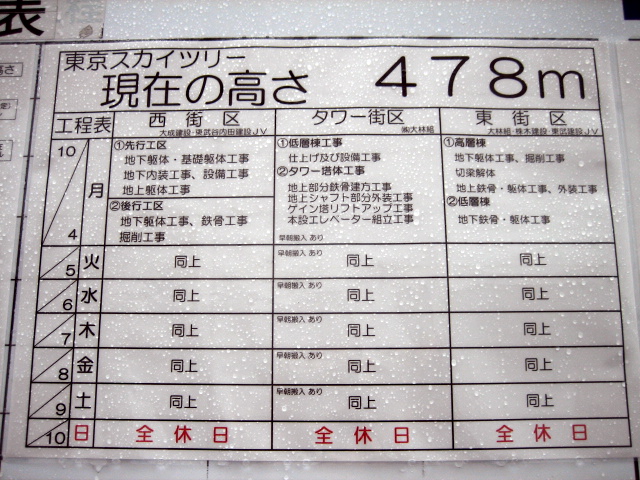 表
東京スカイツリー
現在の高さ 478m
工程表 西街区 大成建設・東武谷内田建設JV タワー街区 ㈱大林組 東街区 大林組・株木建設・東武建設JV
10/4 月
①先行工区
地下躯体・基礎躯体工事
地下内装工事、設備工事
地上躯体工事
②後行工区
地下躯体工事、鉄骨工事
掘削工事
①低層棟工事
仕上げ及び設備工事
②タワー塔体工事
地上部分鉄骨建方工事
地上シャフト部分外装工事
ゲイン塔リフトアップ工事
本設エレベーター組立工事
早朝搬入 あり
①高層棟
地下躯体工事、掘削工事
切梁解体
地上鉄骨・躯体工事、外装工事
②低層棟
地下鉄骨・躯体工事
5 火 同上 早朝搬入 あり 同上 同上
6 水 同上 早朝搬入 あり 同上 同上
7 木 同上 早朝搬入 あり 同上 同上
8 金 同上 早朝搬入 あり 同上 同上
9 土 同上 早朝搬入 あり 同上 同上
10 日 全休日 全休日 全休日